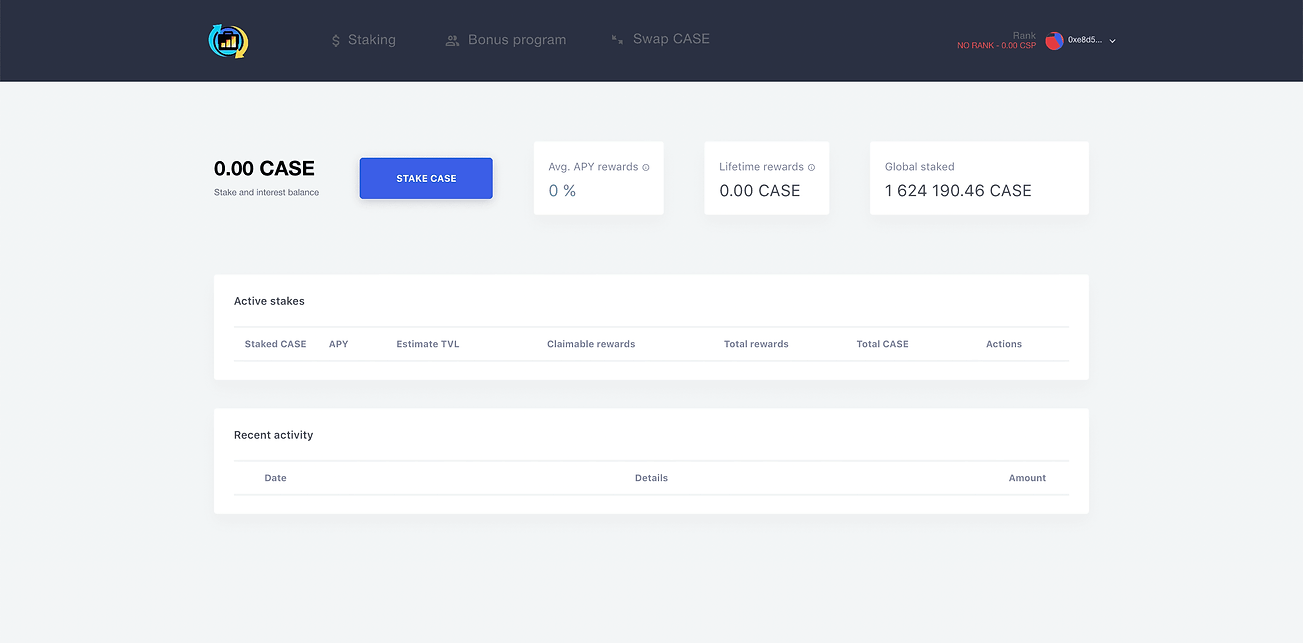 $ Staking
Bonus program
Swap CASE
Rank
NO RANK - 0.00 CSP
0xe8d5...
0.00 CASE
Stake and interest balance
STAKE CASE
Avg. APY rewards
0 %
Lifetime rewards
0.00 CASE
Global staked
1 624 190.46 CASE
Active stakes
Staked CASE APY Estimate TVL Claimable rewards Total rewards Total CASE Actions
Recent activity
Date Details Amount